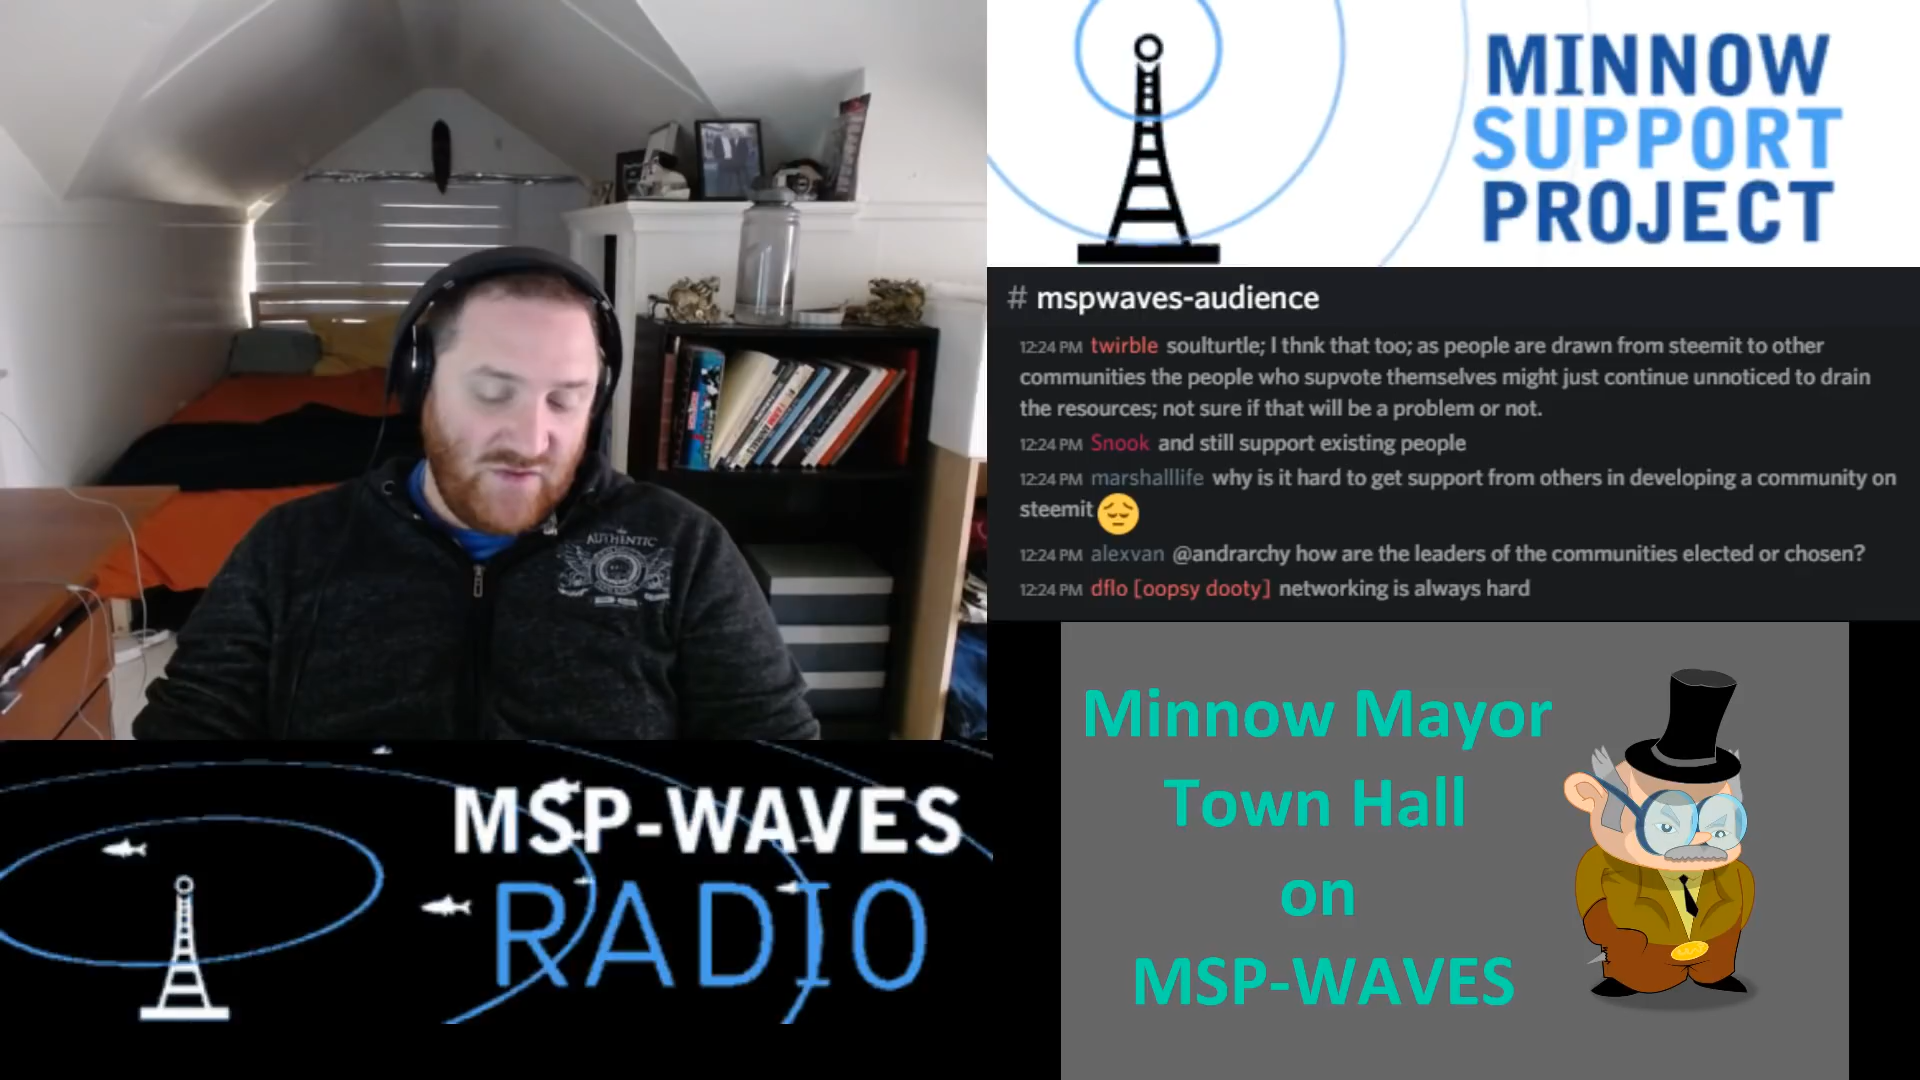 MINNOW
SUPPORT
PROJECT
# mspwaves-audience
12:24 PM twirble soulturtle; I thnk that too; as people are drawn from steemit to other
communities the people who supvote themselves might just continue unnoticed to drain
the resources; not sure if that will be a problem or not.
12:24 PM Snook and still support existing people
12:24 PM marshalllife why is it hard to get support from others in developing a community on
steemit
12:24 PM alexvan @andrarchy how are the leaders of the communities elected or chosen?
12:24 PM dflo [oopsy dooty] networking is always hard
AUTHENTIC
MSP-WAVES
RADIO
Minnow Mayor
Town Hall
on
MSP-WAVES